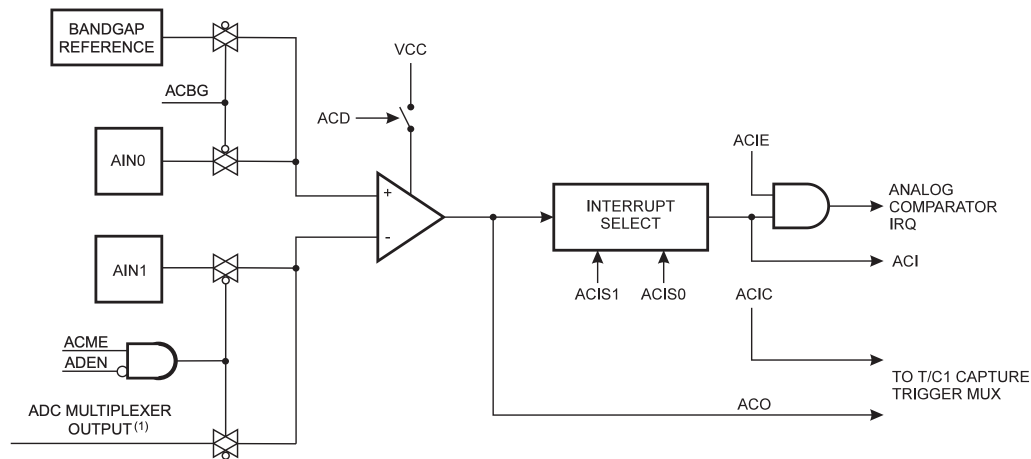 BANDGAP
REFERENCE
VCC
ACBG
ACD
AIN0
ACIE
+
-
INTERRUPT
SELECT
ANALOG
COMPARATOR
IRQ
ACI
AIN1
ACIS1
ACIS0
ACIC
ACME
ADEN
TO T/C1 CAPTURE
TRIGGER MUX
ACO
ADC MULTIPLEXER
OUTPUT(1)